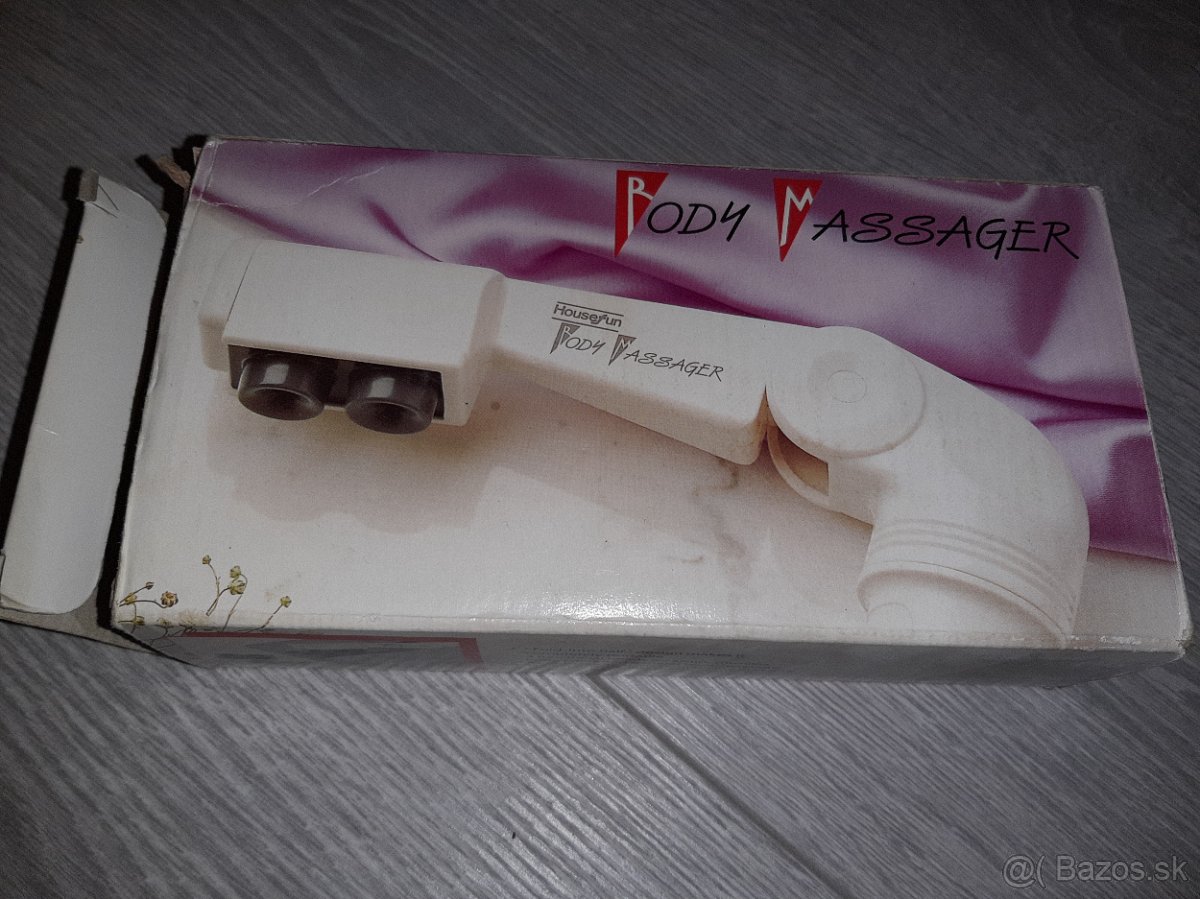 BODY MASSAGER
Housefun
BODY MASSAGER
@( Bazos.sk